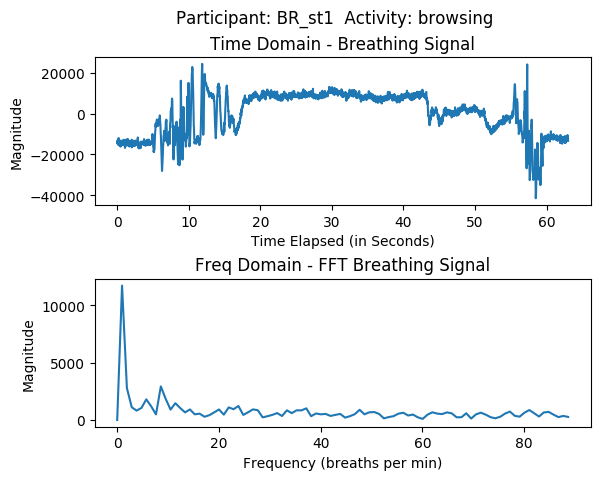 Participant: BR_st1  Activity: browsing
Time Domain - Breathing Signal
Magnitude
20000
0
−20000
−40000
0 10 20 30 40 50 60
Time Elapsed (in Seconds)
Freq Domain - FFT Breathing Signal
Magnitude
10000
5000
0
0 20 40 60 80
Frequency (breaths per min)